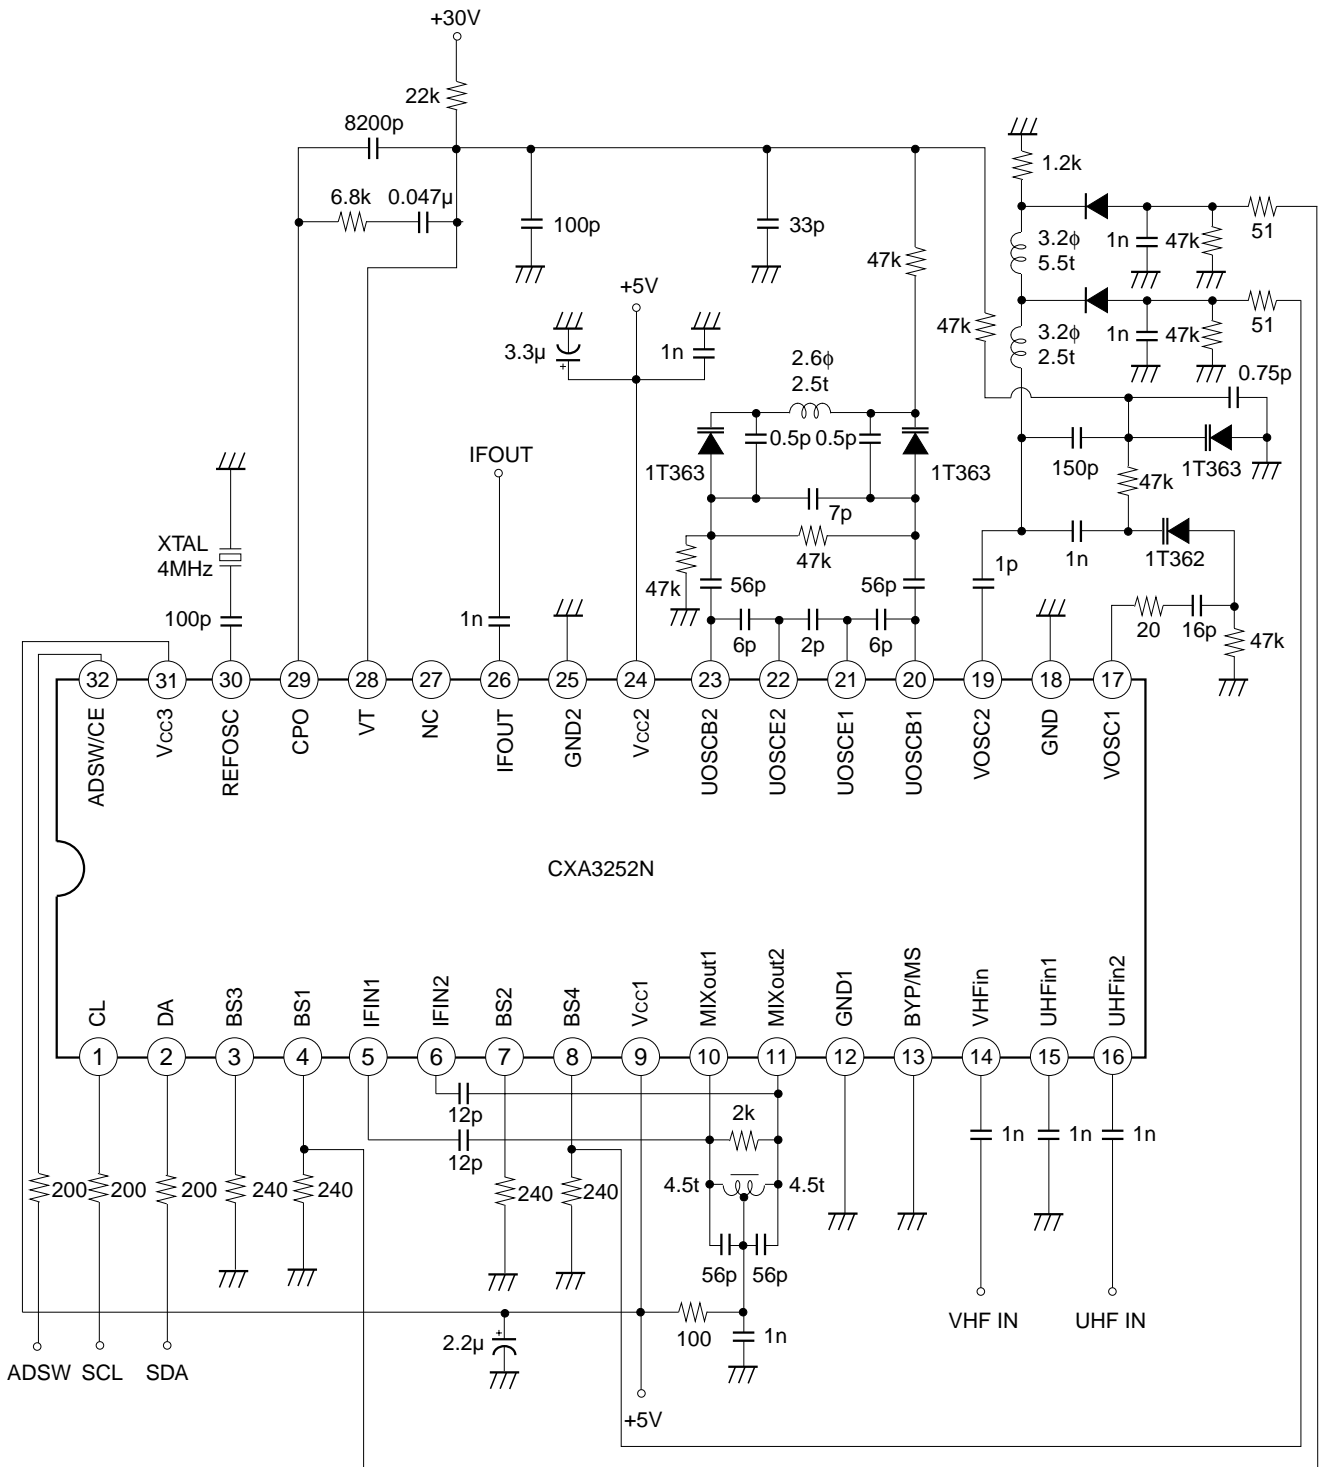 +30V
22k
8200p
6.8k
0.047µ
100p
33p
47k
1.2k
3.2ϕ
5.5t
1n
47k
51
3.2ϕ
2.5t
1n
47k
51
+5V
3.3µ
+
1n
2.6ϕ
2.5t
47k
0.75p
0.5p
0.5p
1T363
1T363
150p
1T363
47k
IFOUT
7p
47k
XTAL
4MHz
47k
56p
56p
1p
1n
1T362
100p
1n
6p
2p
6p
20
16p
47k
32
31
30
29
28
27
26
25
24
23
22
21
20
19
18
17
ADSW/CE
Vcc3
REFOSC
CPO
VT
NC
IFOUT
GND2
Vcc2
UOSCB2
UOSCE2
UOSCE1
UOSCB1
VOSC2
GND
VOSC1
CXA3252N
CL
DA
BS3
BS1
IFIN1
IFIN2
BS2
BS4
Vcc1
MIXout1
MIXout2
GND1
BYP/MS
VHFin
UHFin1
UHFin2
1
2
3
4
5
6
7
8
9
10
11
12
13
14
15
16
12p
12p
2k
1n
1n
1n
200
200
200
240
240
240
240
4.5t
4.5t
56p
56p
2.2µ
+
100
1n
VHF IN
UHF IN
ADSW
SCL
SDA
+5V